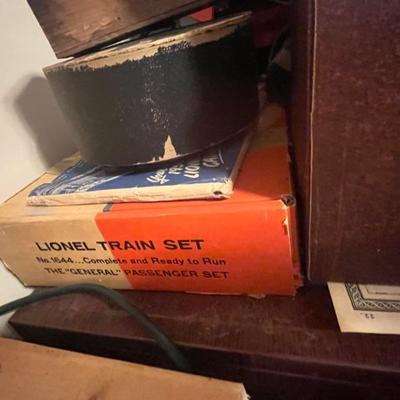 LIONEL TRAIN SET
No. 1644...Complete and Ready to Run
THE "GENERAL" PASSENGER SET